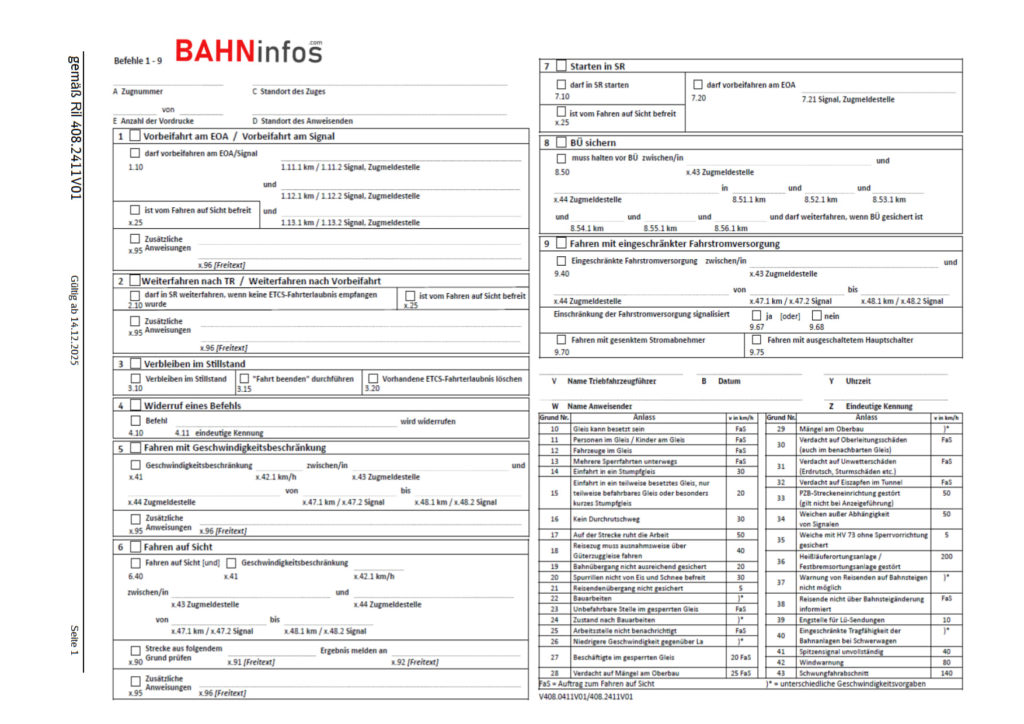 gemäß Ril 408.2411V01
Gültig ab 14.12.2025
Seite 1
Befehle 1 - 9
BAHNinfos.com
A Zugnummer
C Standort des Zuges
von
E Anzahl der Vordrucke
D Standort des Anweisenden
1 Vorbeifahrt am EOA / Vorbeifahrt am Signal
darf vorbeifahren am EOA/Signal
1.10
1.11.1 km / 1.11.2 Signal, Zugmeldestelle
und
1.12.1 km / 1.12.2 Signal, Zugmeldestelle
ist vom Fahren auf Sicht befreit
und
x.25
1.13.1 km / 1.13.2 Signal, Zugmeldestelle
Zusätzliche
x.95 Anweisungen
x.96 [Freitext]
2 Weiterfahren nach TR / Weiterfahren nach Vorbeifahrt
darf in SR weiterfahren, wenn keine ETCS-Fahrterlaubnis empfangen
2.10 wurde
ist vom Fahren auf Sicht befreit
x.25
Zusätzliche
x.95 Anweisungen
x.96 [Freitext]
3 Verbleiben im Stillstand
Verbleiben im Stillstand
3.10
"Fahrt beenden" durchführen
3.15
Vorhandene ETCS-Fahrterlaubnis löschen
3.20
4 Widerruf eines Befehls
Befehl
wird widerrufen
4.10 4.11 eindeutige Kennung
5 Fahren mit Geschwindigkeitsbeschränkung
Geschwindigkeitsbeschränkung zwischen/in und
x.41 x.42.1 km/h x.43 Zugmeldestelle
von bis
x.44 Zugmeldestelle x.47.1 km / x.47.2 Signal x.48.1 km / x.48.2 Signal
Zusätzliche
x.95 Anweisungen x.96 [Freitext]
6 Fahren auf Sicht
Fahren auf Sicht [und] Geschwindigkeitsbeschränkung
6.40 x.41 x.42.1 km/h
zwischen/in und
x.43 Zugmeldestelle x.44 Zugmeldestelle
von bis
x.47.1 km / x.47.2 Signal x.48.1 km / x.48.2 Signal
Strecke aus folgendem Ergebnis melden an
x.90 Grund prüfen x.91 [Freitext] x.92 [Freitext]
Zusätzliche
x.95 Anweisungen x.96 [Freitext]
7 Starten in SR
darf in SR starten
7.10
darf vorbeifahren am EOA
7.20 7.21 Signal, Zugmeldestelle
ist vom Fahren auf Sicht befreit
x.25
8 BÜ sichern
muss halten vor BÜ zwischen/in und
8.50 x.43 Zugmeldestelle
in und und
x.44 Zugmeldestelle 8.51.1 km 8.52.1 km 8.53.1 km
und und und und darf weiterfahren, wenn BÜ gesichert ist
8.54.1 km 8.55.1 km 8.56.1 km
9 Fahren mit eingeschränkter Fahrstromversorgung
Eingeschränkte Fahrstromversorgung zwischen/in und
9.40 x.43 Zugmeldestelle
von bis
x.44 Zugmeldestelle x.47.1 km / x.47.2 Signal x.48.1 km / x.48.2 Signal
Einschränkung der Fahrstromversorgung signalisiert ja [oder] nein
9.67 9.68
Fahren mit gesenktem Stromabnehmer
9.70
Fahren mit ausgeschaltetem Hauptschalter
9.75
V Name Triebfahrzeugführer B Datum Y Uhrzeit
W Name Anweisender Z Eindeutige Kennung
Grund Nr. Anlass v in km/h
10 Gleis kann besetzt sein FaS
11 Personen im Gleis / Kinder am Gleis FaS
12 Fahrzeuge im Gleis FaS
13 Mehrere Sperrfahrten unterwegs FaS
14 Einfahrt in ein Stumpfgleis 30
Einfahrt in ein teilweise besetztes Gleis, nur
15 teilweise befahrbares Gleis oder besonders 20
kurzes Stumpfgleis
16 Kein Durchrutschweg 30
17 Auf der Strecke ruht die Arbeit 50
18 Reisezug muss ausnahmsweise über 40
Güterzuggleise fahren
19 Bahnübergang nicht ausreichend gesichert 20
20 Spurrillen nicht von Eis und Schnee befreit 30
21 Reisendenübergang nicht gesichert 5
22 Bauarbeiten )*
23 Unbefahrbare Stelle im gesperrten Gleis FaS
24 Zustand nach Bauarbeiten )*
25 Arbeitsstelle nicht benachrichtigt FaS
26 Niedrigere Geschwindigkeit gegenüber La )*
27 Beschäftigte im gesperrten Gleis 20 FaS
28 Verdacht auf Mängel am Oberbau 25 FaS
Grund Nr. Anlass v in km/h
29 Mängel am Oberbau )*
30 Verdacht auf Oberleitungsschäden FaS
(auch im benachbarten Gleis)
31 Verdacht auf Unwetterschäden FaS
(Erdrutsch, Sturmschäden etc.)
32 Verdacht auf Eiszapfen im Tunnel FaS
33 PZB-Streckeneinrichtung gestört 50
(gilt nicht bei Anzeigeführung)
34 Weichen außer Abhängigkeit 50
von Signalen
35 Weiche mit HV 73 ohne Sperrvorrichtung 5
gesichert
36 Heißläuferortungsanlage / 200
Festbremsortungsanlage gestört
37 Warnung von Reisenden auf Bahnsteigen )*
nicht möglich
38 Reisende nicht über Bahnsteigänderung FaS
informiert
39 Engstelle für Lü-Sendungen 10
40 Eingeschränkte Tragfähigkeit der )*
Bahnanlagen bei Schwerwagen
41 Spitzensignal unvollständig 40
42 Windwarnung 80
43 Schwungfahrabschnitt 140
FaS = Auftrag zum Fahren auf Sicht
)* = unterschiedliche Geschwindigkeitsvorgaben
V408.0411V01/408.2411V01